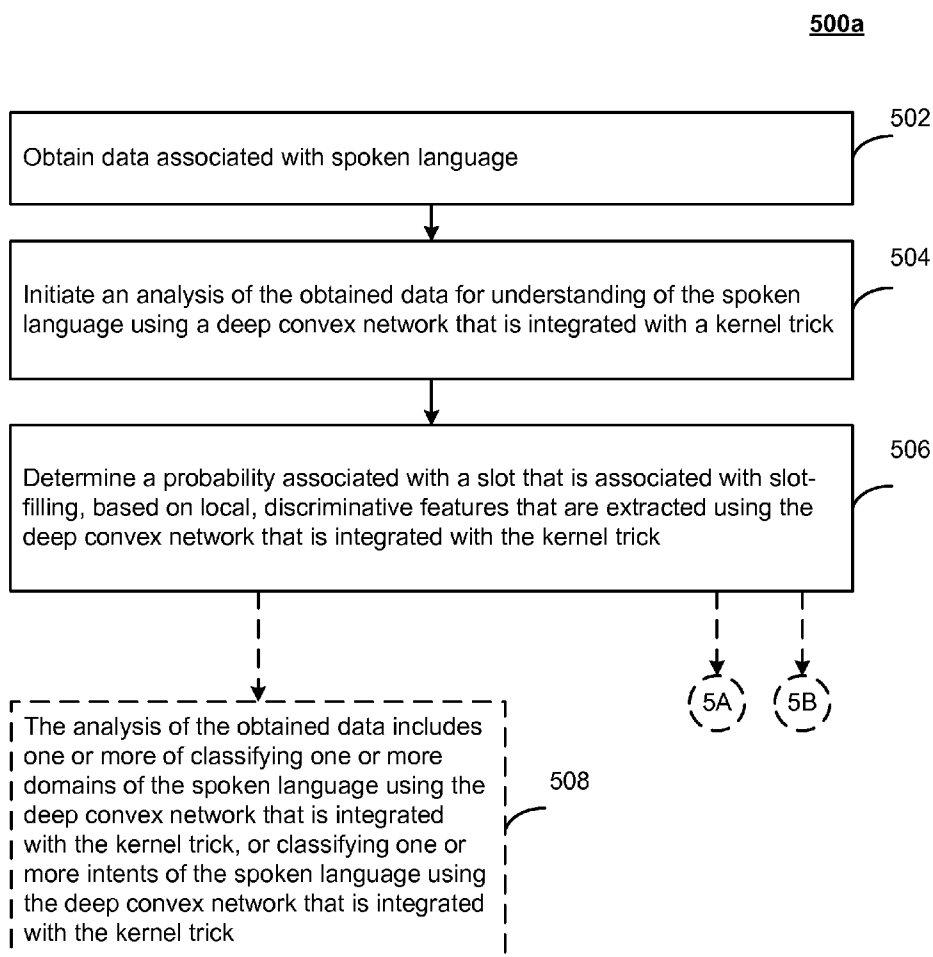 500a
502
Obtain data associated with spoken language
504
Initiate an analysis of the obtained data for understanding of the spoken
language using a deep convex network that is integrated with a kernel trick
506
Determine a probability associated with a slot that is associated with slot-
filling, based on local, discriminative features that are extracted using the
deep convex network that is integrated with the kernel trick
5A
5B
The analysis of the obtained data includes
one or more of classifying one or more
domains of the spoken language using the
deep convex network that is integrated
with the kernel trick, or classifying one or
more intents of the spoken language using
the deep convex network that is integrated
with the kernel trick
508